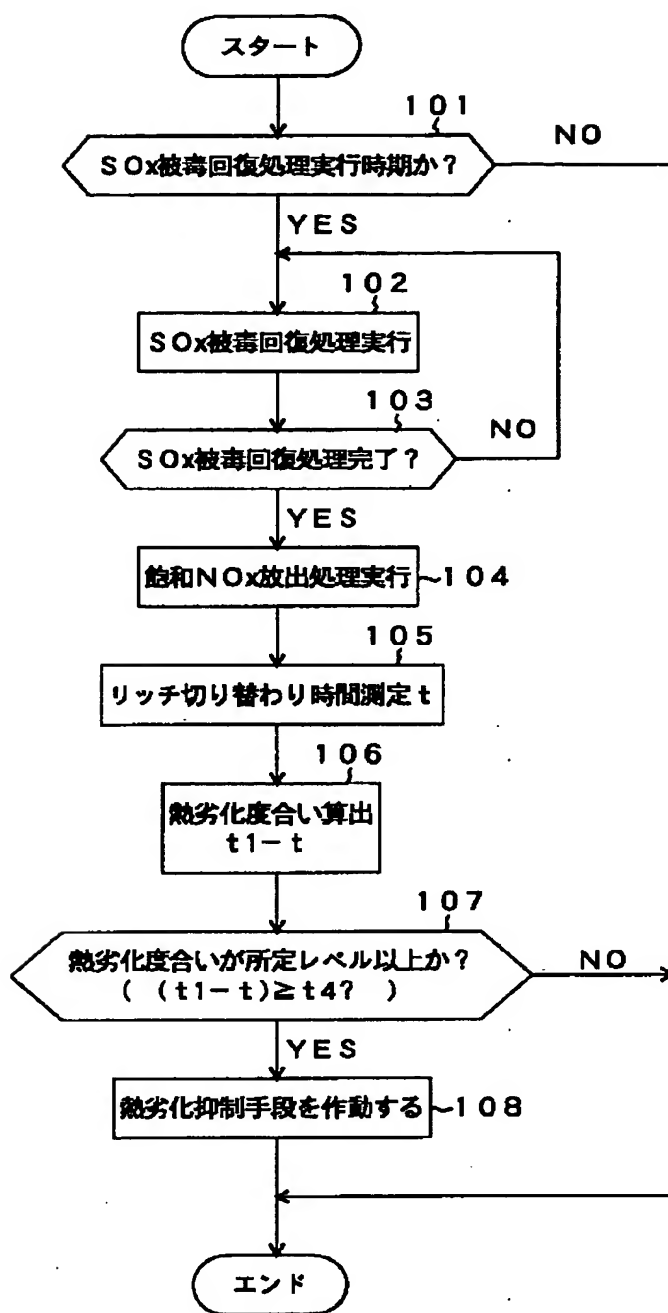 スタート
101
SOx被毒回復処理実行時期か?
NO
YES
102
SOx被毒回復処理実行
103
SOx被毒回復処理完了?
NO
YES
飽和NOx放出処理実行
104
105
リッチ切り替わり時間測定t
106
熱劣化度合い算出
t1-t
107
熱劣化度合いが所定レベル以上か?
( (t1-t)≥t4? )
NO
YES
熱劣化抑制手段を作動する
108
エンド